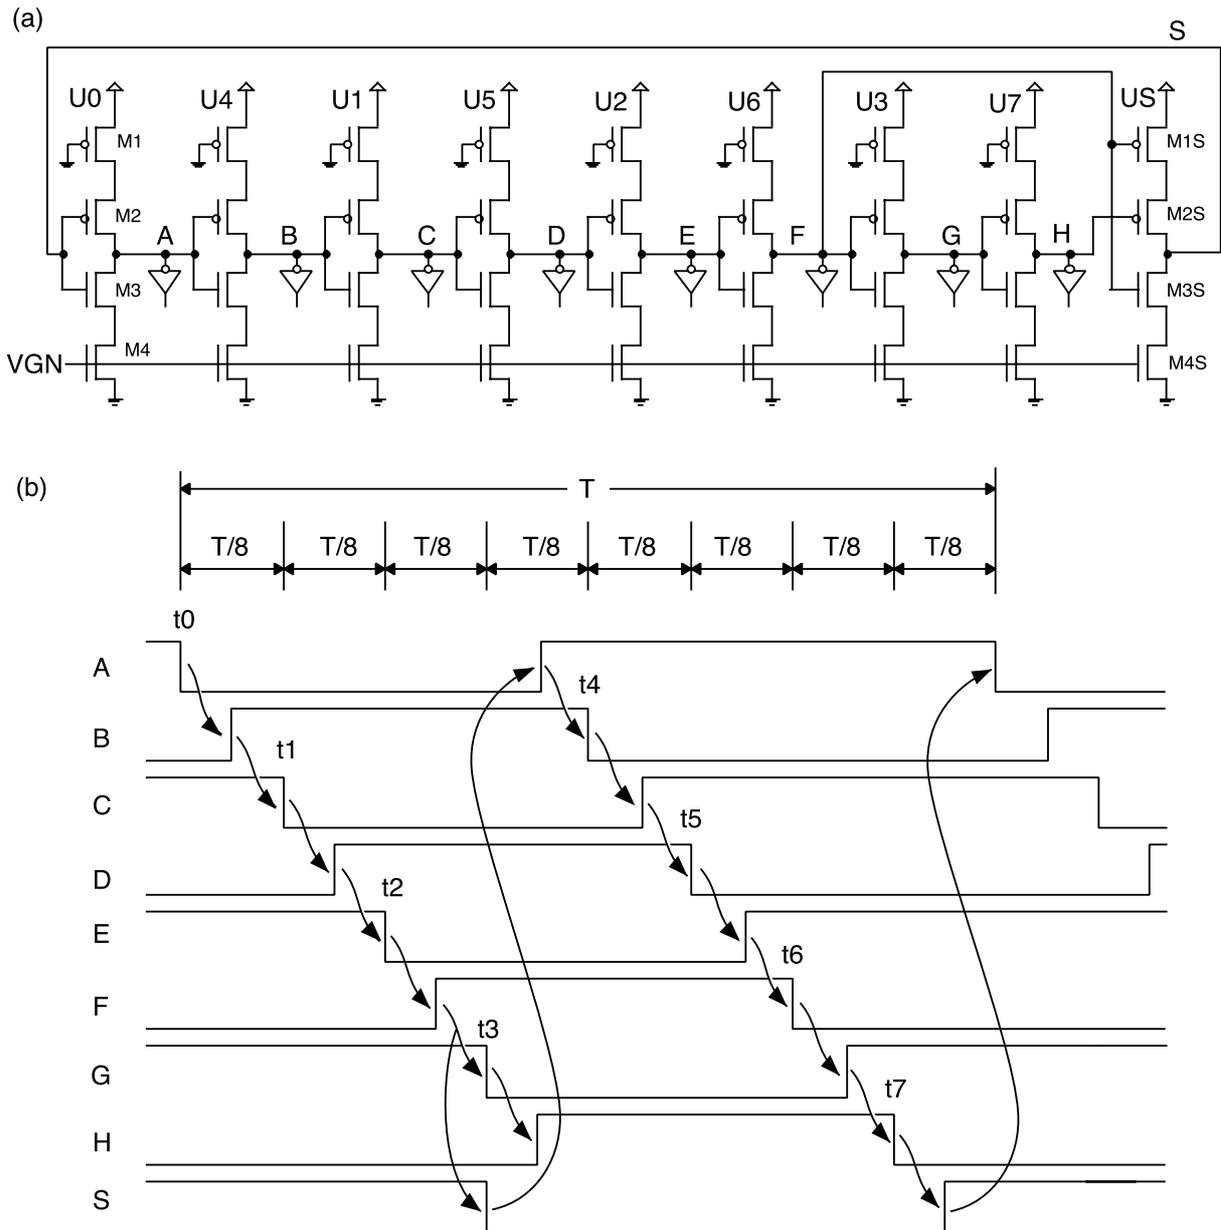 (a)
S
U0 U4 U1 U5 U2 U6 U3 U7 US
M1 M1S
M2 M2S
A B C D E F G H
M3 M3S
M4 M4S
VGN
(b)
T
T/8 T/8 T/8 T/8 T/8 T/8 T/8 T/8
t0
A
t4
B
t1
C
t5
D
t2
E
t6
F
t3
G
t7
H
S